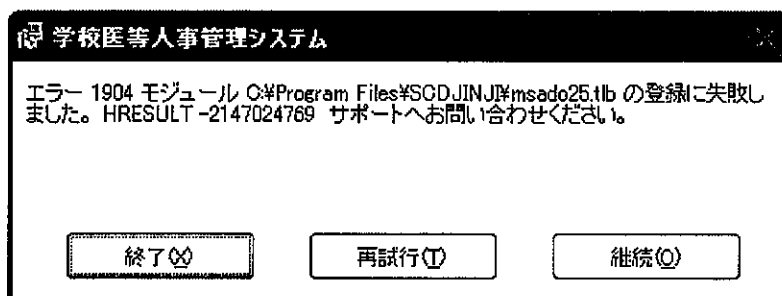 学校医等人事管理システム
エラー 1904 モジュール C:¥Program Files¥SCDJINJI¥msado25.tlb の登録に失敗し
ました。 HRESULT -2147024769 サポートへお問い合わせください。
終了(X)
再試行(T)
継続(O)